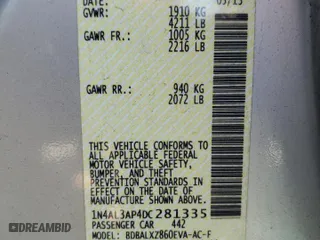 DATE: 03/13
GVWR: 1910 KG
4211 LB
GAWR FR: 1005 KG
2216 LB
GAWR RR: 940 KG
2072 LB
THIS VEHICLE CONFORMS TO ALL
APPLICABLE U.S. FEDERAL
MOTOR VEHICLE SAFETY,
BUMPER, AND THEFT
PREVENTION STANDARDS IN
EFFECT ON THE DATE OF
MANUFACTURE SHOWN ABOVE.
1N4AL3AP4DC281335
PASSENGER CAR 442
MODEL: BDBALXZ860EVA-AC-F
AUTOBIDMASTER